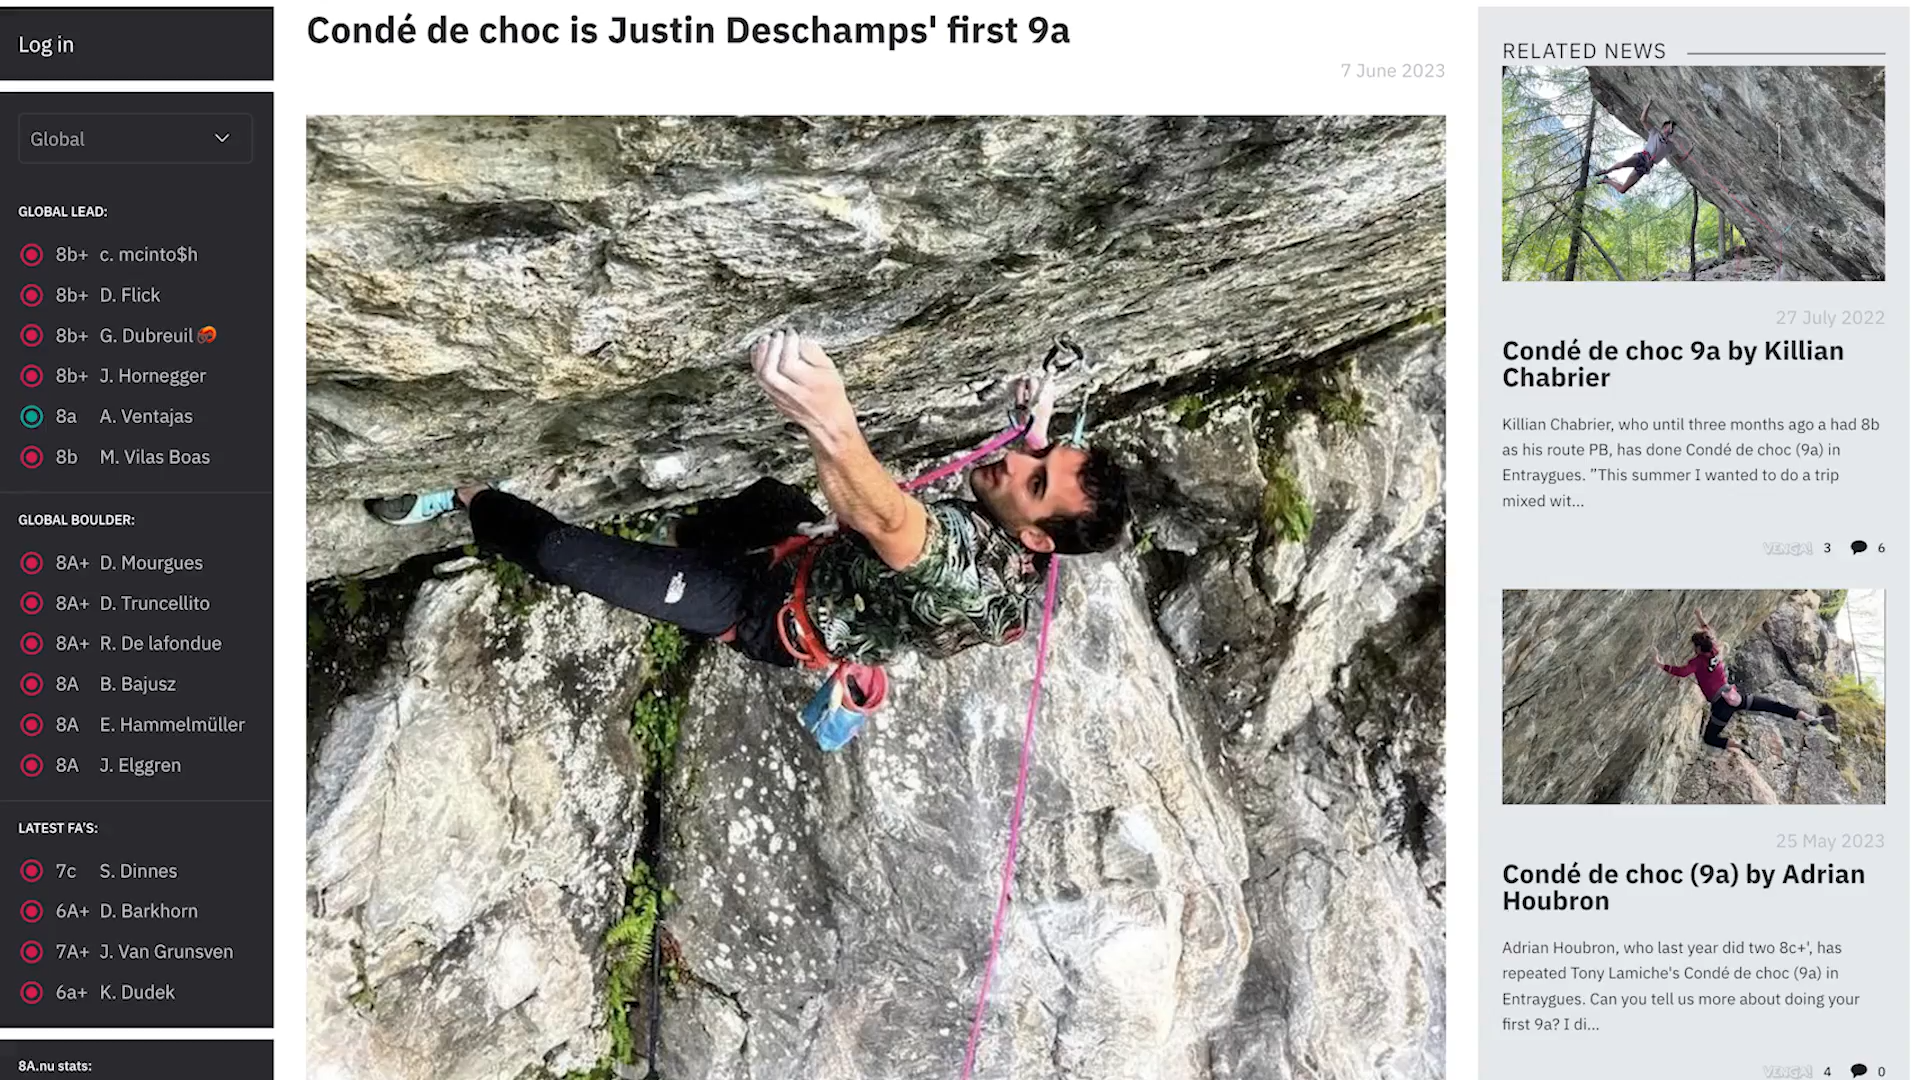 Log in
Global
GLOBAL LEAD:
8b+ c. mcinto$h
8b+ D. Flick
8b+ G. Dubreuil
8b+ J. Hornegger
8a A. Ventajas
8b M. Vilas Boas
GLOBAL BOULDER:
8A+ D. Mourgues
8A+ D. Truncellito
8A+ R. De lafondue
8A B. Bajusz
8A E. Hammelmüller
8A J. Elggren
LATEST FA'S:
7c S. Dinnes
6A+ D. Barkhorn
7A+ J. Van Grunsven
6a+ K. Dudek
8A.nu stats:
Condé de choc is Justin Deschamps' first 9a
7 June 2023
RELATED NEWS
27 July 2022
Condé de choc 9a by Killian
Chabrier
Killian Chabrier, who until three months ago a had 8b
as his route PB, has done Condé de choc (9a) in
Entraygues. ”This summer I wanted to do a trip
mixed wit...
VENGA! 3 6
25 May 2023
Condé de choc (9a) by Adrian
Houbron
Adrian Houbron, who last year did two 8c+', has
repeated Tony Lamiche's Condé de choc (9a) in
Entraygues. Can you tell us more about doing your
first 9a? I di...
VENGA! 4 0